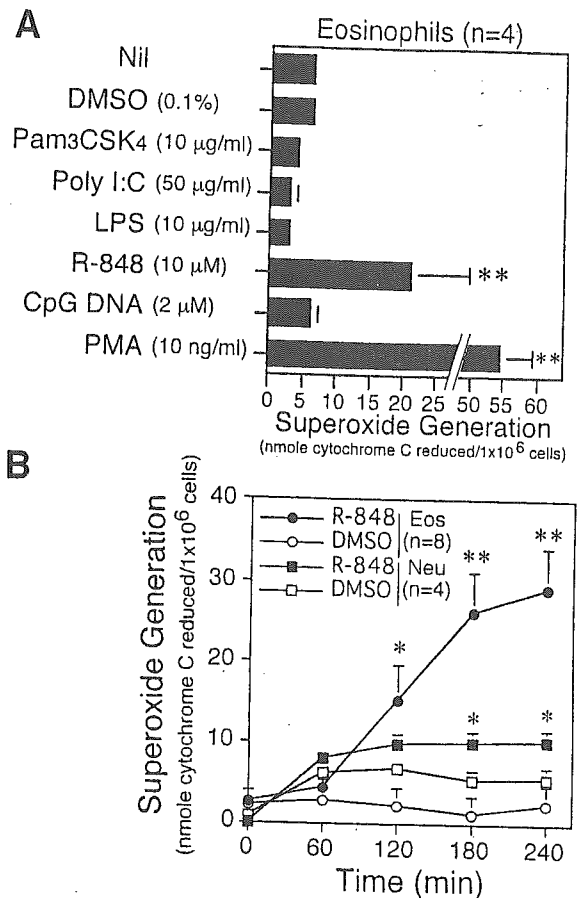 A
Eosinophils (n=4)
Nil
DMSO (0.1%)
Pam3CSK4 (10 µg/ml)
Poly I:C (50 µg/ml)
LPS (10 µg/ml)
R-848 (10 µM)
CpG DNA (2 µM)
PMA (10 ng/ml)
**
**
0 5 10 15 20 25 50 55 60
Superoxide Generation
(nmole cytochrome C reduced/1x10⁶ cells)
B
Superoxide Generation
(nmole cytochrome C reduced/1x10⁶ cells)
40
30
20
10
0
R-848 Eos
DMSO (n=8)
R-848 Neu
DMSO (n=4)
*
**
**
*
*
0 60 120 180 240
Time (min)